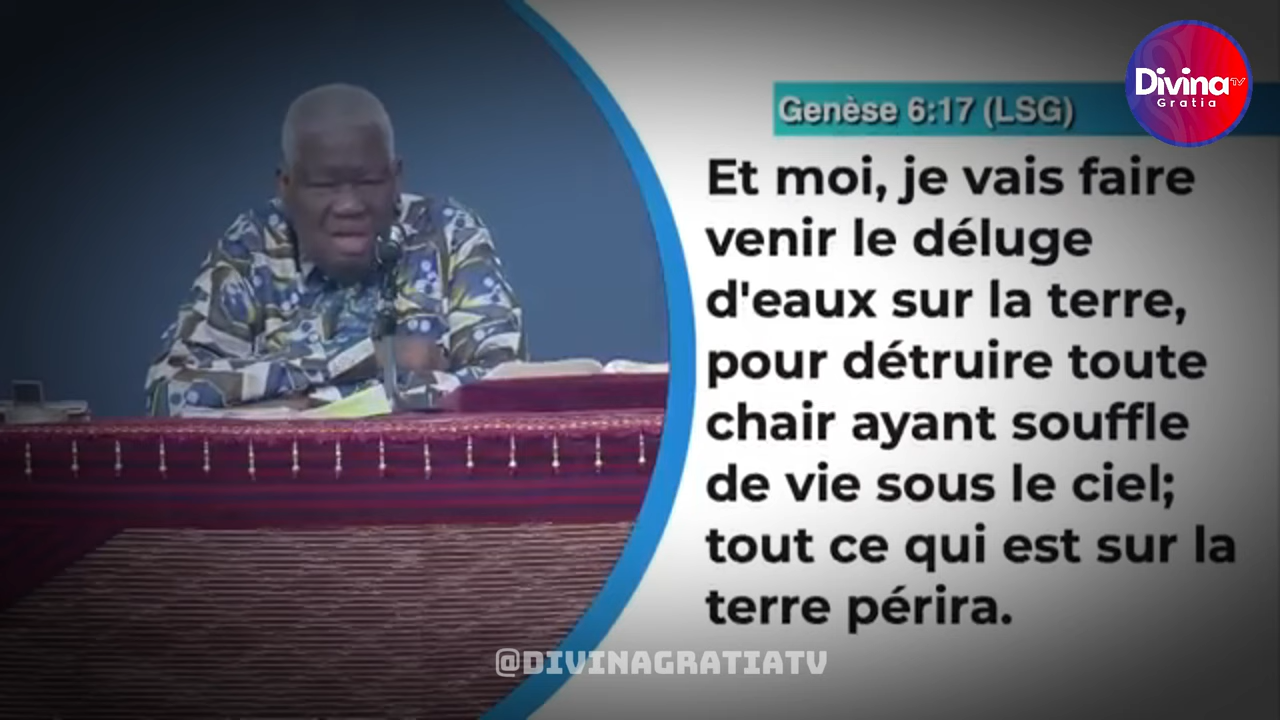 Divina TV
Gratia
Genèse 6:17 (LSG)
Et moi, je vais faire
venir le déluge
d'eaux sur la terre,
pour détruire toute
chair ayant souffle
de vie sous le ciel;
tout ce qui est sur la
terre périra.
@DIVINAGRATIATV